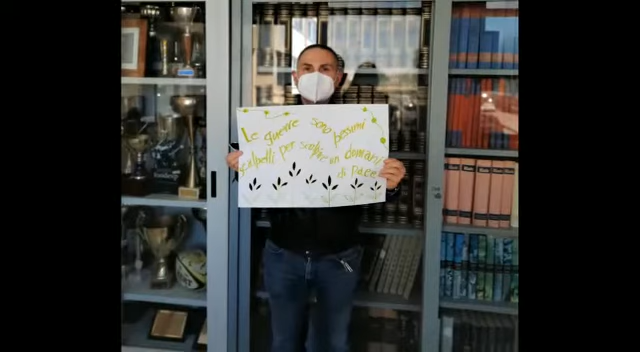 Le guerre sono pessimi
scalpelli per scolpire un domani
di Pace